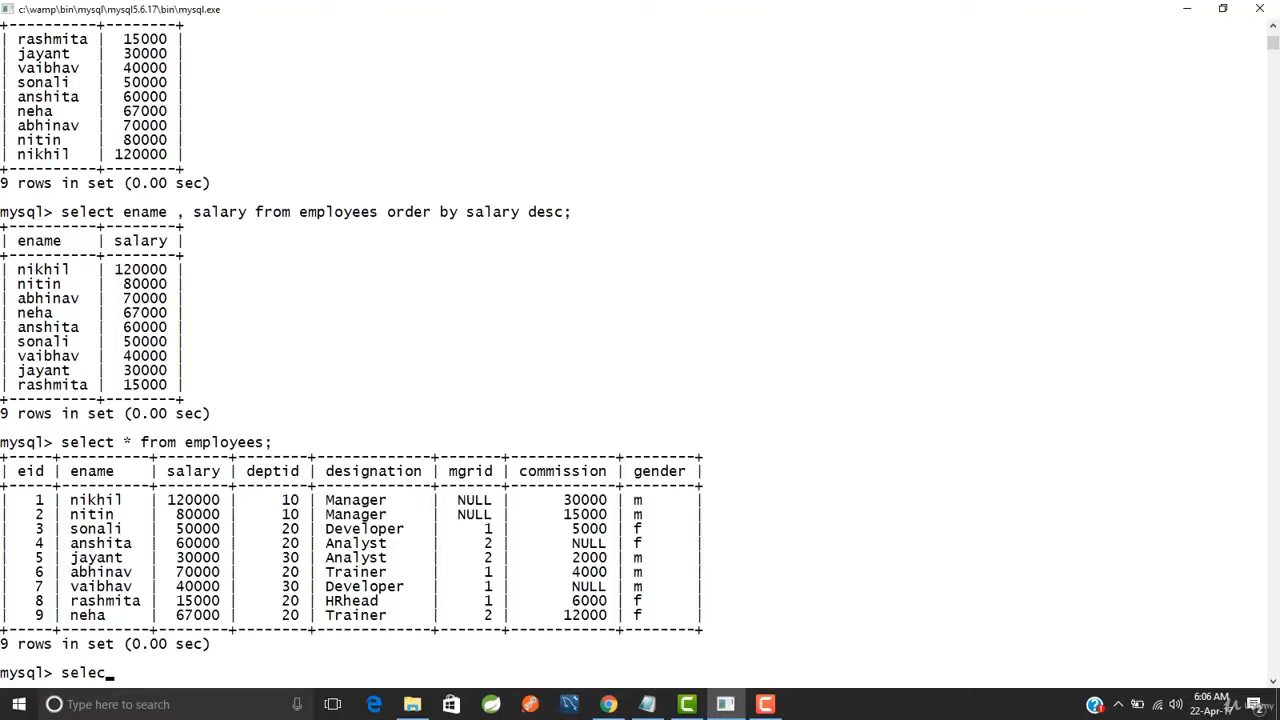 c:\wamp\bin\mysql\mysql5.6.17\bin\mysql.exe
+----------+--------+
| rashmita |  15000 |
| jayant   |  30000 |
| vaibhav  |  40000 |
| sonali   |  50000 |
| anshita  |  60000 |
| neha     |  67000 |
| abhinav  |  70000 |
| nitin    |  80000 |
| nikhil   | 120000 |
+----------+--------+
9 rows in set (0.00 sec)
mysql> select ename , salary from employees order by salary desc;
+----------+--------+
| ename    | salary |
+----------+--------+
| nikhil   | 120000 |
| nitin    |  80000 |
| abhinav  |  70000 |
| neha     |  67000 |
| anshita  |  60000 |
| sonali   |  50000 |
| vaibhav  |  40000 |
| jayant   |  30000 |
| rashmita |  15000 |
+----------+--------+
9 rows in set (0.00 sec)
mysql> select * from employees;
+-----+----------+--------+--------+-------------+-------+------------+--------+
| eid | ename    | salary | deptid | designation | mgrid | commission | gender |
+-----+----------+--------+--------+-------------+-------+------------+--------+
|   1 | nikhil   | 120000 |     10 | Manager     |  NULL |      30000 | m      |
|   2 | nitin    |  80000 |     10 | Manager     |  NULL |      15000 | m      |
|   3 | sonali   |  50000 |     20 | Developer   |     1 |       5000 | f      |
|   4 | anshita  |  60000 |     20 | Analyst     |     2 |       NULL | f      |
|   5 | jayant   |  30000 |     30 | Analyst     |     2 |       2000 | m      |
|   6 | abhinav  |  70000 |     20 | Trainer     |     1 |       4000 | m      |
|   7 | vaibhav  |  40000 |     30 | Developer   |     1 |       NULL | m      |
|   8 | rashmita |  15000 |     20 | HRhead      |     1 |       6000 | f      |
|   9 | neha     |  67000 |     20 | Trainer     |     2 |      12000 | f      |
+-----+----------+--------+--------+-------------+-------+------------+--------+
9 rows in set (0.00 sec)
mysql> selec_
Type here to search
6:06 AM
22-Apr-17